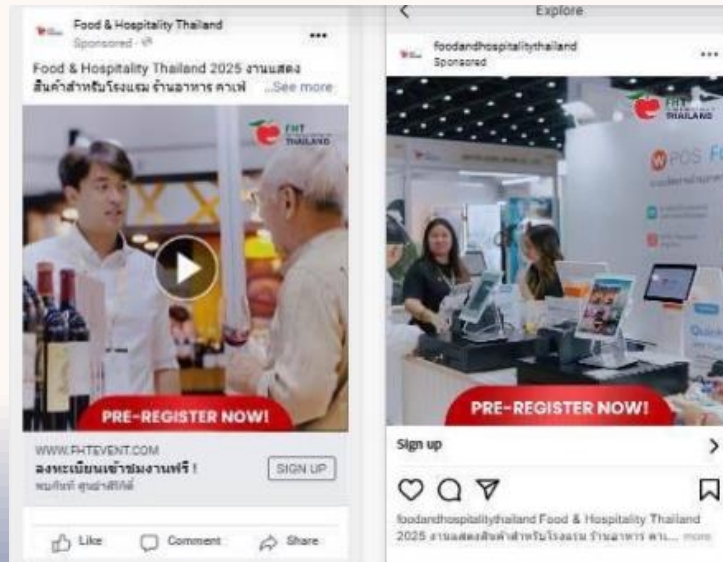 Food & Hospitality Thailand
Sponsored
Food & Hospitality Thailand 2025 งานแสดง
สินค้าสำหรับโรงแรม ร้านอาหาร คาเฟ่ ...See more
FHT
THAILAND
PRE-REGISTER NOW!
WWW.FHTEVENT.COM
ลงทะเบียนเข้าชมงานฟรี !
SIGN UP
Like Comment Share
Explore
foodandhospitalitythailand
Sponsored
FHT
THAILAND
POS
PRE-REGISTER NOW!
Sign up
foodandhospitalitythailand Food & Hospitality Thailand
2025 งานแสดงสินค้าสำหรับโรงแรม ร้านอาหาร คา... more